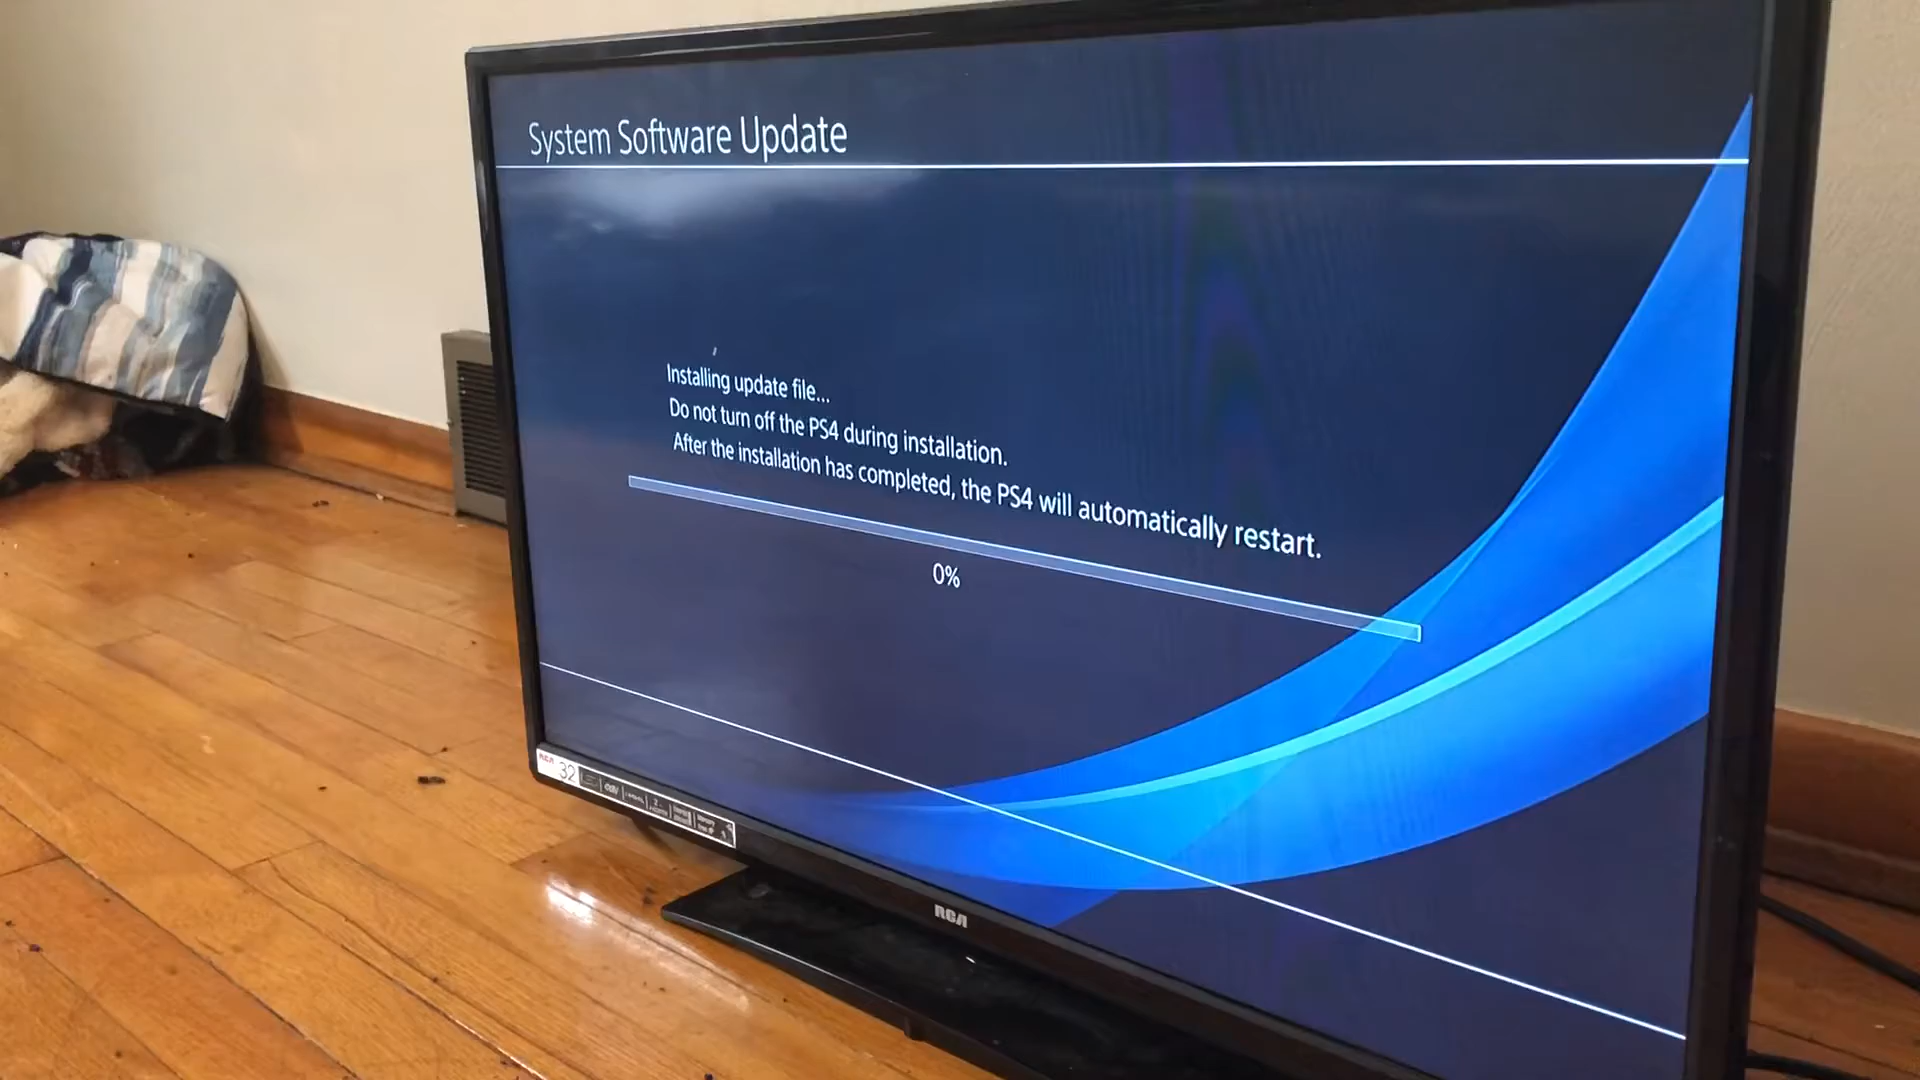 System Software Update
Installing update file...
Do not turn off the PS4 during installation.
After the installation has completed, the PS4 will automatically restart.
0%
RCA
32
RCA